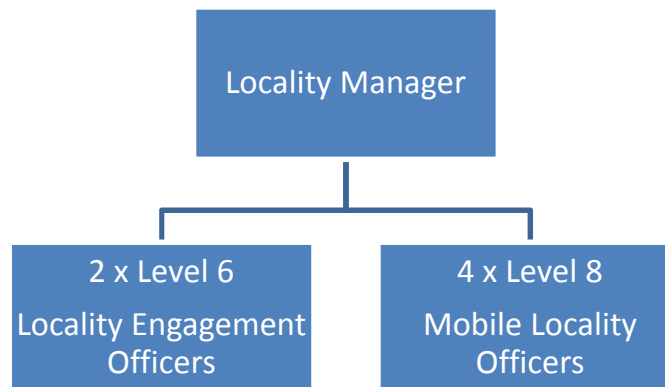 Locality Manager
2 x Level 6
Locality Engagement
Officers
4 x Level 8
Mobile Locality
Officers